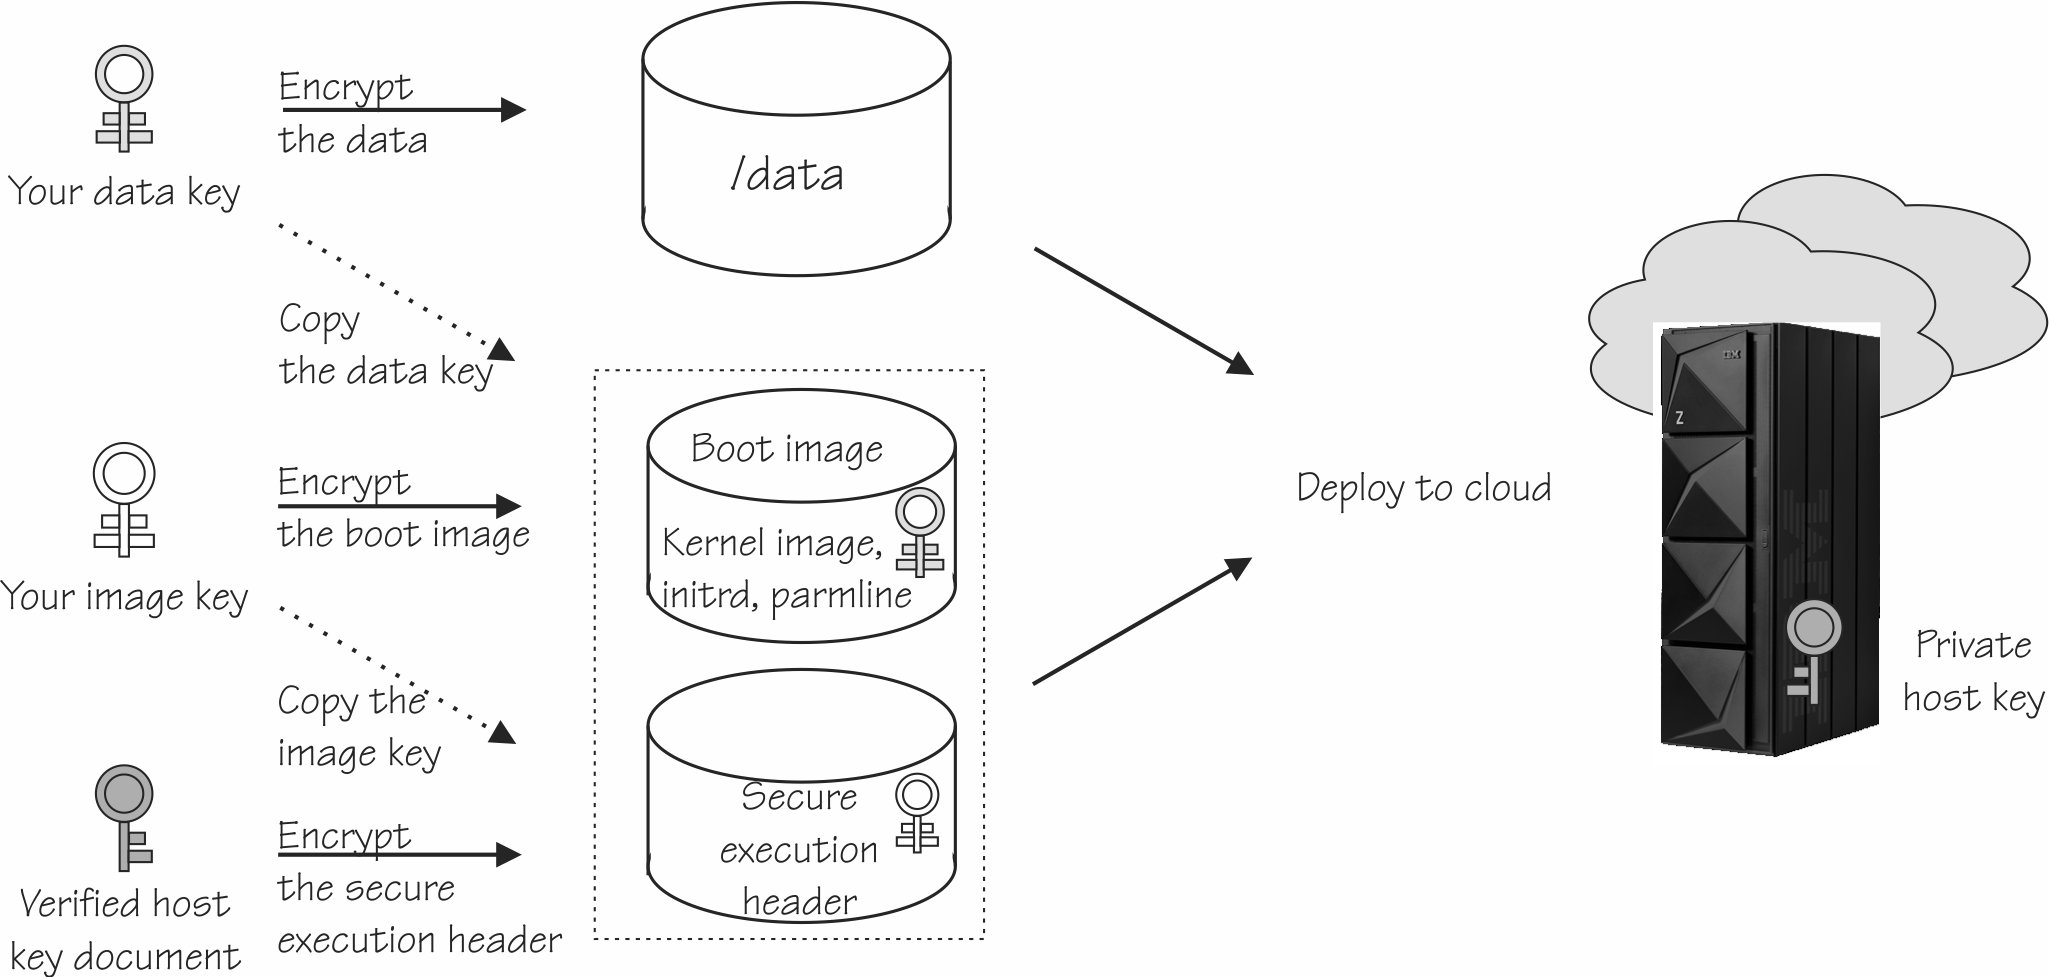 Encrypt
the data
Your data key
/data
Copy
the data key
Boot image
Kernel image,
initrd, parmline
Encrypt
the boot image
Your image key
Copy the
image key
Secure
execution
header
Encrypt
the secure
execution header
Verified host
key document
Deploy to cloud
IBM
Z
Private
host key